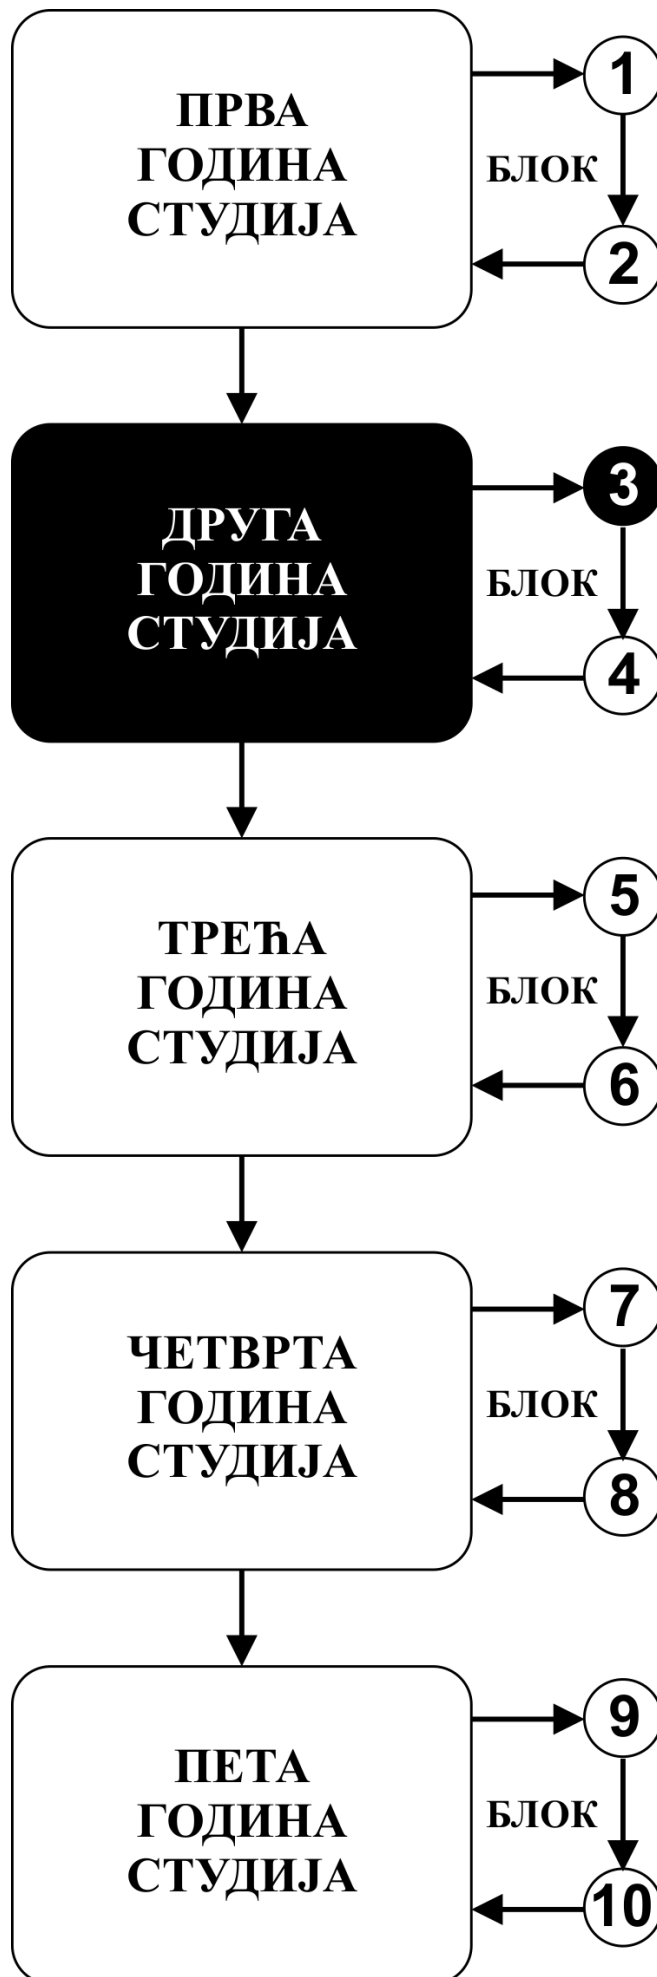 ПРВА
ГОДИНА
СТУДИЈА
1
БЛОК
2
ДРУГА
ГОДИНА
СТУДИЈА
3
БЛОК
4
ТРЕЋА
ГОДИНА
СТУДИЈА
5
БЛОК
6
ЧЕТВРТА
ГОДИНА
СТУДИЈА
7
БЛОК
8
ПЕТА
ГОДИНА
СТУДИЈА
9
БЛОК
10